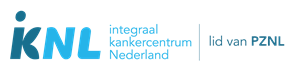 iKNL
integraal
kankercentrum
Nederland
lid van PZNL